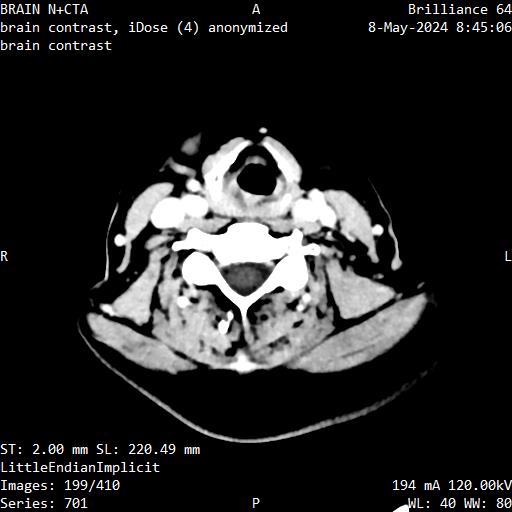 BRAIN N+CTA
A
Brilliance 64
brain contrast, iDose (4) anonymized
8-May-2024 8:45:06
brain contrast
R
L
ST: 2.00 mm SL: 220.49 mm
LittleEndianImplicit
Images: 199/410
194 mA 120.00kV
Series: 701
P
WL: 40 WW: 80